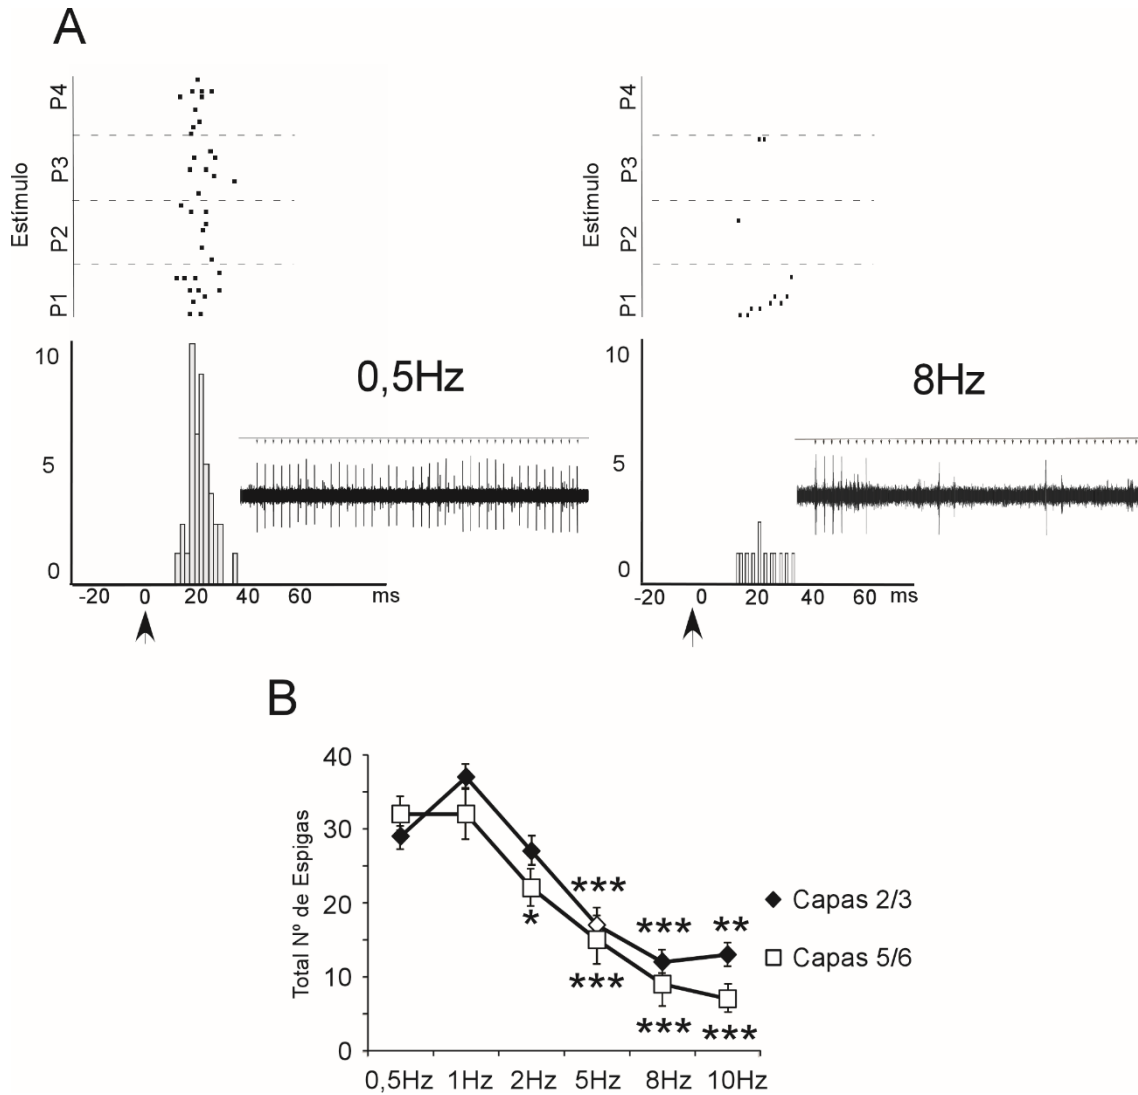 A
P4
P3
P2
P1
Estímulo
P4
P3
P2
P1
Estímulo
10
5
0
0,5Hz
-20 0 20 40 60 ms
10
5
0
8Hz
-20 0 20 40 60 ms
B
40
30
20
10
0
Total Nº de Espigas
***
*** **
*
***
*** ***
Capas 2/3
Capas 5/6
0,5Hz 1Hz 2Hz 5Hz 8Hz 10Hz